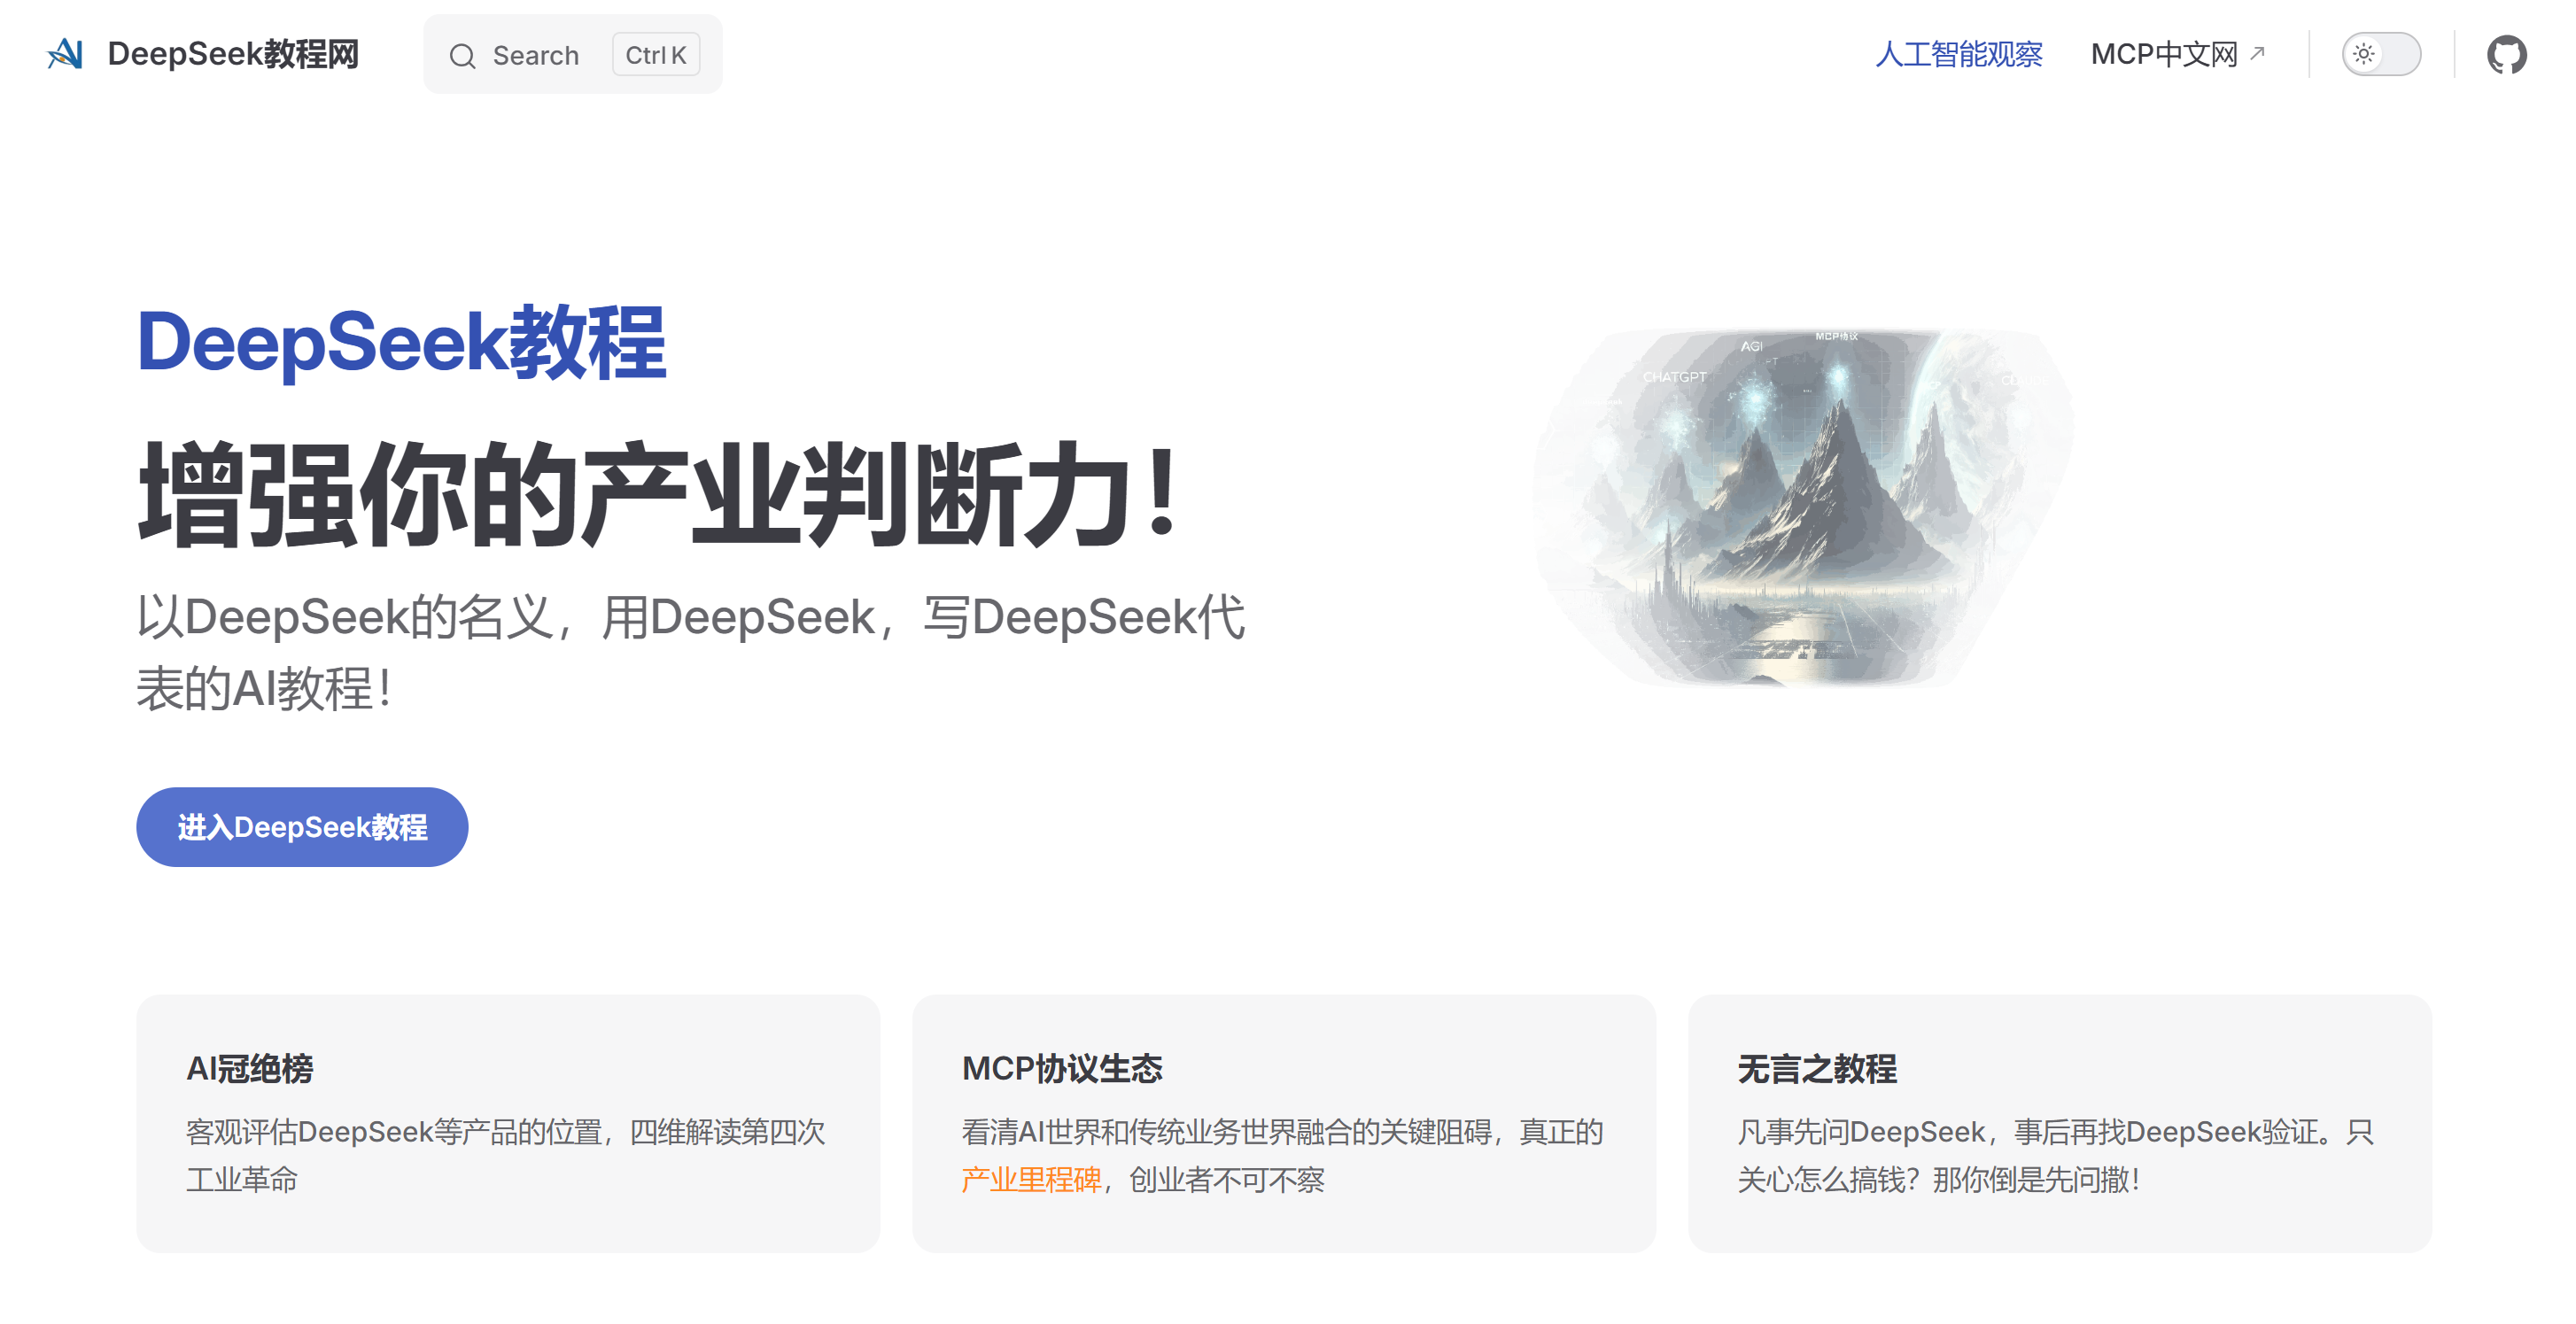 DeepSeek教程网
Search
Ctrl K
人工智能观察
MCP中文网
DeepSeek教程
增强你的产业判断力！
以DeepSeek的名义，用DeepSeek，写DeepSeek代
表的AI教程！
MCP协议
AGI
CHATGPT
进入DeepSeek教程
AI冠绝榜
客观评估DeepSeek等产品的位置，四维解读第四次
工业革命
MCP协议生态
看清AI世界和传统业务世界融合的关键阻碍，真正的
产业里程碑，创业者不可不察
无言之教程
凡事先问DeepSeek，事后再找DeepSeek验证。只
关心怎么搞钱？那你倒是先问撒！